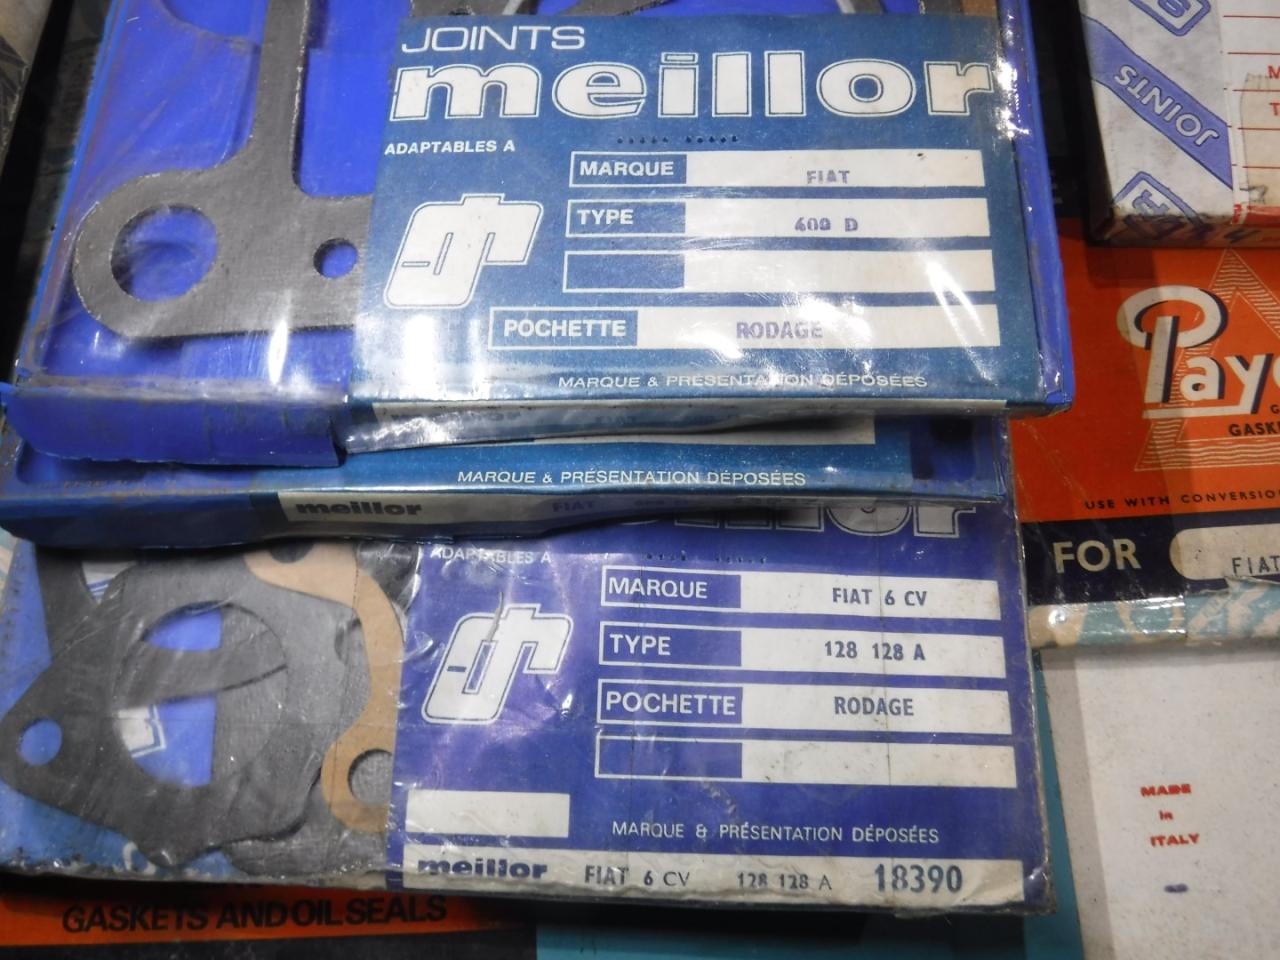 JOINTS
meillor
ADAPTABLES A
MARQUE FIAT
TYPE 600 D
POCHETTE RODAGE
MARQUE & PRÉSENTATION DÉPOSÉES
MARQUE & PRÉSENTATION DÉPOSÉES
meillor FIAT
ADAPTABLES A
MARQUE FIAT 6 CV
TYPE 128 128 A
POCHETTE RODAGE
MARQUE & PRÉSENTATION DÉPOSÉES
meillor FIAT 6 CV 128 128 A 18390
GASKETS AND OIL SEALS
JOINTS
USE WITH
FOR FIAT
MADE
in
ITALY